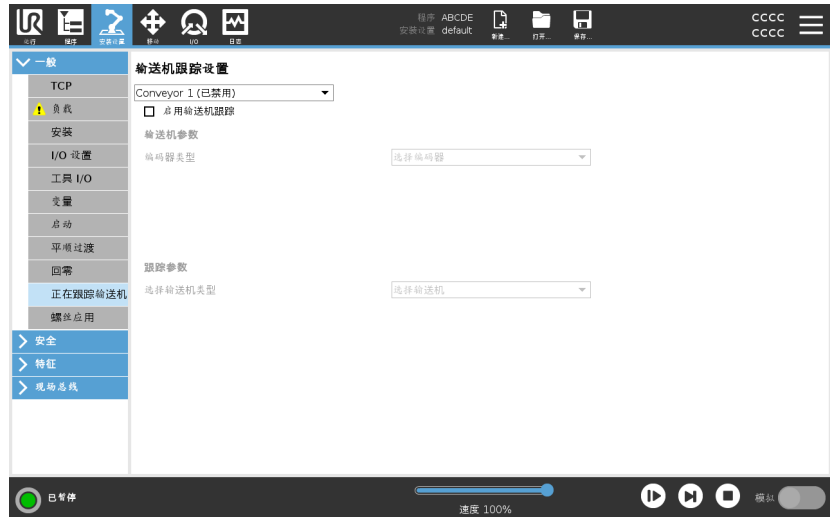 UR
运行
程序
安装设置
移动
I/O
日志
程序 ABCDE
安装设置 default
新建...
打开...
保存...
CCCC
CCCC
一般
TCP
负载
安装
I/O 设置
工具 I/O
变量
启动
平顺过渡
回零
正在跟踪输送机
螺丝应用
安全
特征
现场总线
输送机跟踪设置
Conveyor 1 (已禁用)
启用输送机跟踪
输送机参数
编码器类型
选择编码器
跟踪参数
选择输送机类型
选择输送机
已暂停
速度 100%
模拟